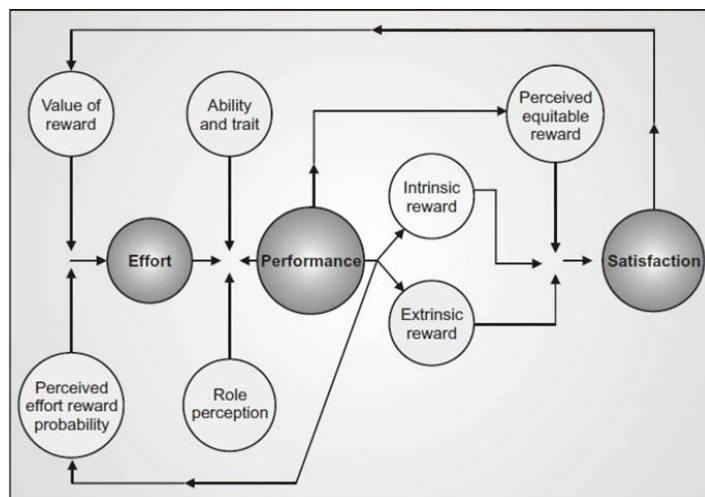 Value of
reward
Ability
and trait
Perceived
equitable
reward
Intrinsic
reward
Effort
Performance
Satisfaction
Extrinsic
reward
Perceived
effort reward
probability
Role
perception